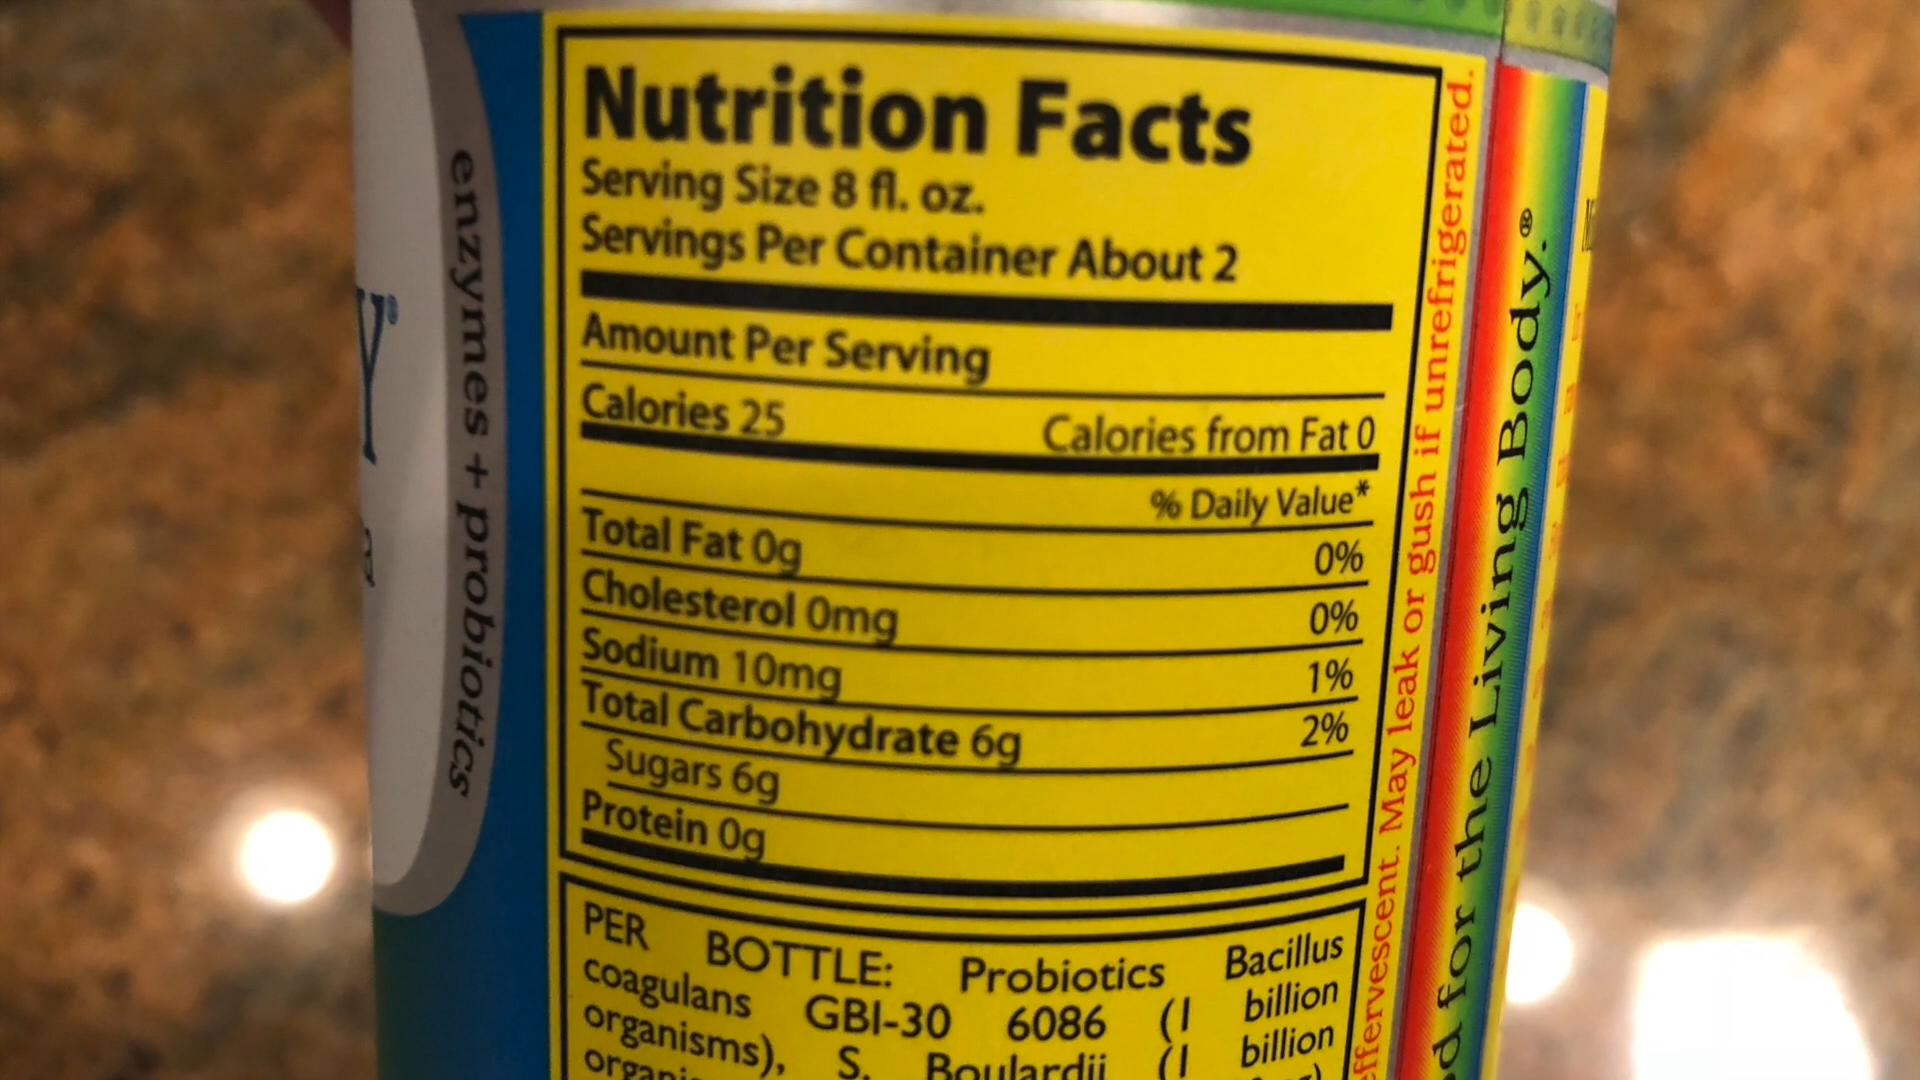 enzymes + probiotics
Nutrition Facts
Serving Size 8 fl. oz.
Servings Per Container About 2
Amount Per Serving
Calories 25 Calories from Fat 0
% Daily Value*
Total Fat 0g 0%
Cholesterol 0mg 0%
Sodium 10mg 1%
Total Carbohydrate 6g 2%
Sugars 6g
Protein 0g
PER BOTTLE: Probiotics Bacillus
coagulans GBI-30 6086 (1 billion
organisms), S. Boulardii (1 billion
effervescent. May leak or gush if unrefrigerated.
for the Living Body.®